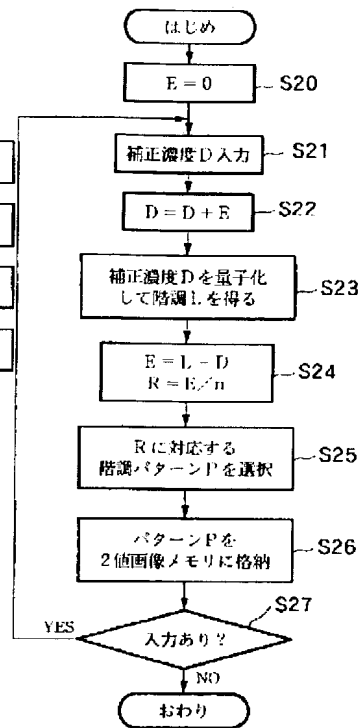 はじめ
E=0
S20
補正濃度D入力
S21
D=D+E
S22
補正濃度Dを量子化
して階調Lを得る
S23
E=L-D
R=E/n
S24
Rに対応する
階調パターンPを選択
S25
パターンPを
2値画像メモリに格納
S26
S27
入力あり?
YES
NO
おわり